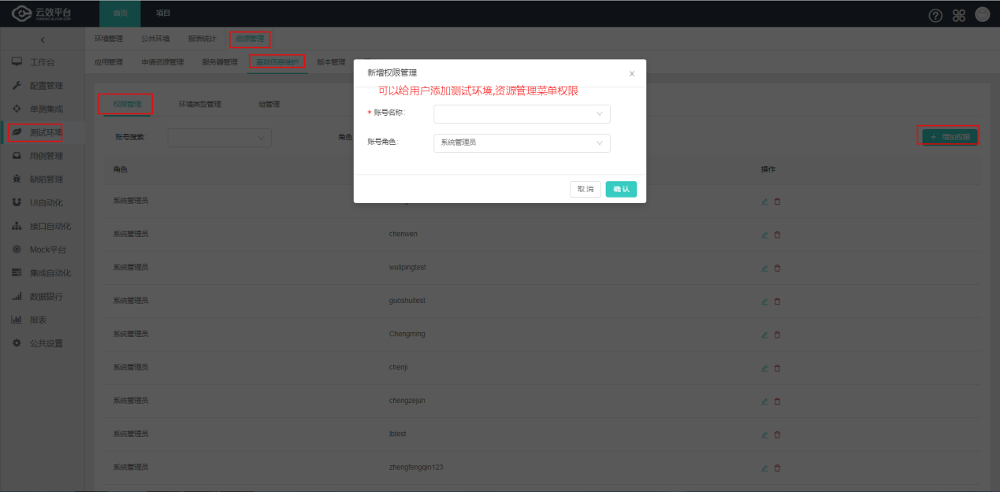 云效平台
首页
项目
环境管理
公共环境
报表统计
资源管理
应用管理
申请资源管理
服务器管理
基础信息维护
版本管理
工作台
配置管理
单测集成
测试环境
用例管理
缺陷管理
UI自动化
接口自动化
Mock平台
集成自动化
数据银行
报表
公共设置
权限管理
环境类型管理
组管理
账号搜索:
角色
+ 增加权限
新增权限管理
可以给用户添加测试环境,资源管理菜单权限
* 账号名称:
账号角色:
系统管理员
取 消
确 认
角色
操作
系统管理员
系统管理员
chenwen
系统管理员
wulipingtest
系统管理员
guoshuitest
系统管理员
Chengming
系统管理员
chenji
系统管理员
chengzejun
系统管理员
lbtest
系统管理员
zhengfengqin123